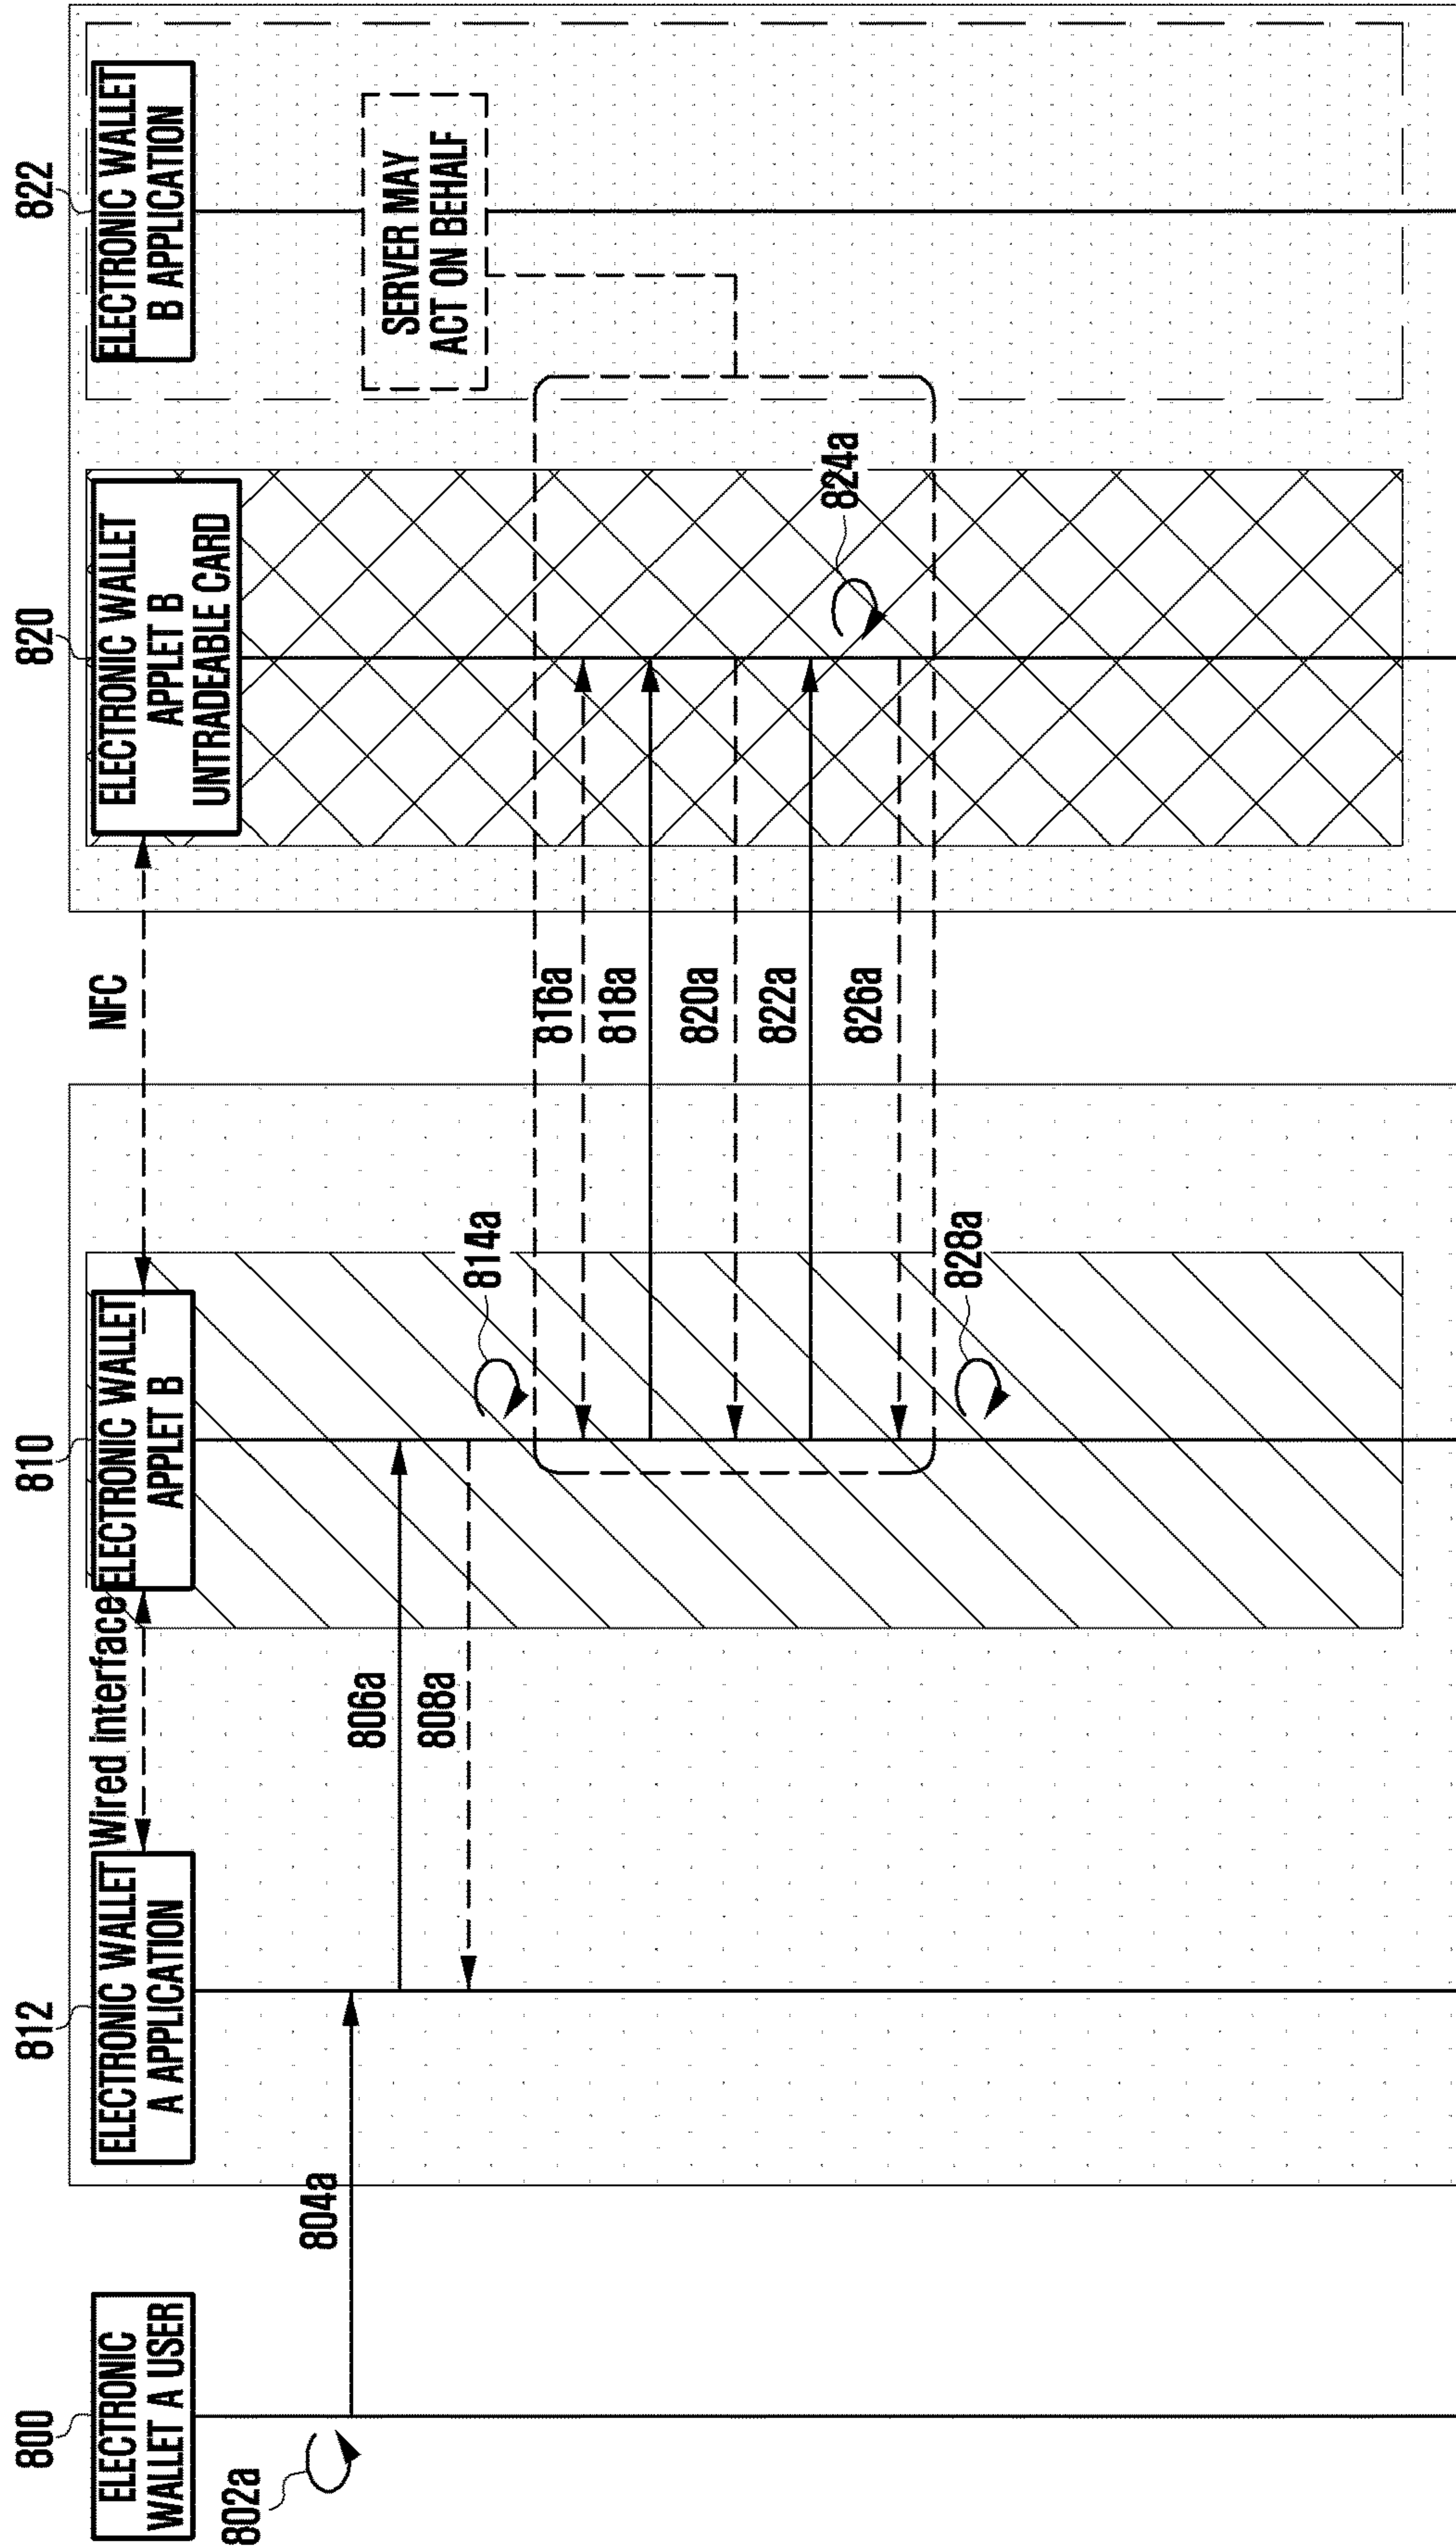 800
ELECTRONIC
WALLET A USER
812
ELECTRONIC WALLET
A APPLICATION
Wired interface
810
ELECTRONIC WALLET
APPLET B
NFC
820
ELECTRONIC WALLET
APPLET B
UNTRADEABLE CARD
822
ELECTRONIC WALLET
B APPLICATION
802a
804a
806a
808a
SERVER MAY
ACT ON BEHALF
814a
816a
818a
820a
822a
824a
826a
828a